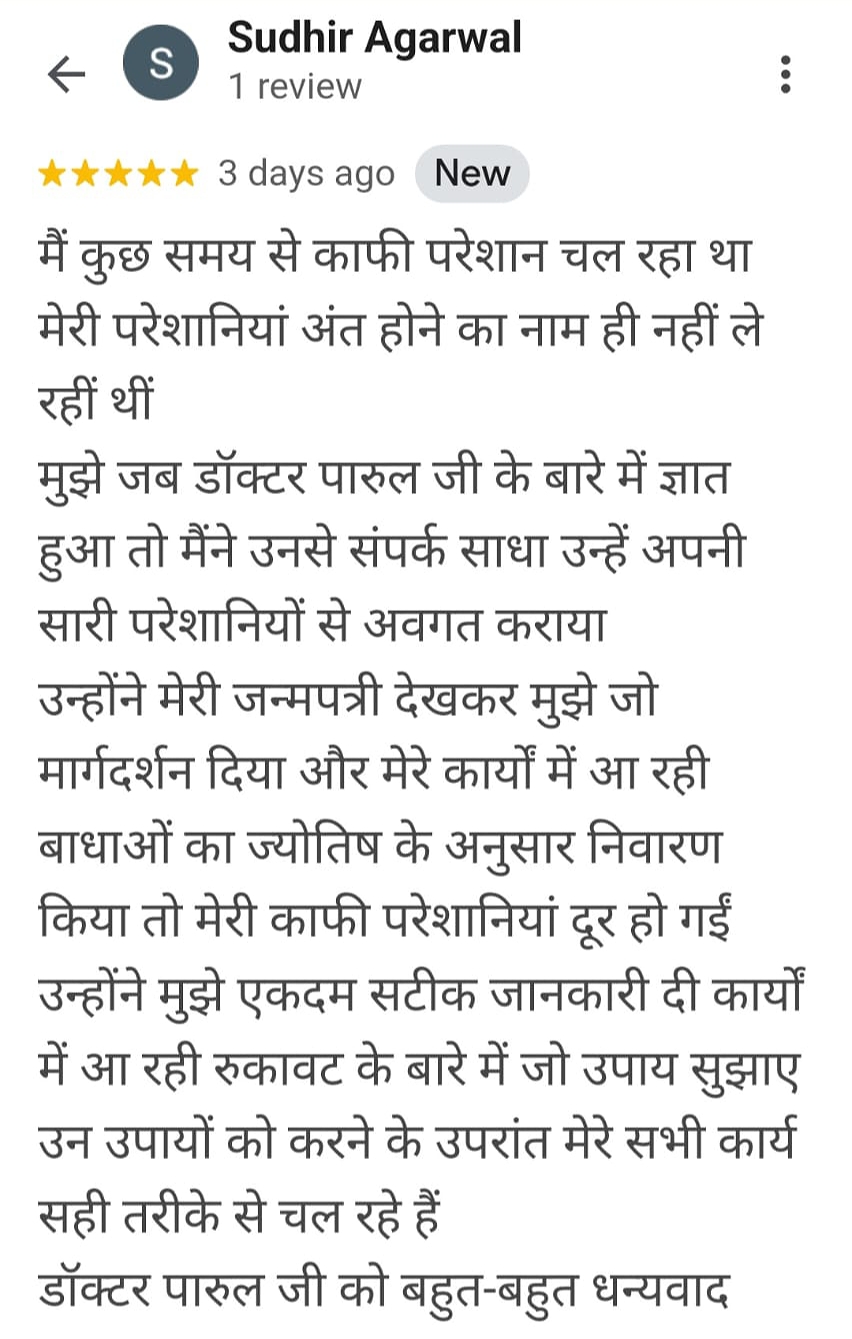 Sudhir Agarwal
S
1 review
3 days ago New
मैं कुछ समय से काफी परेशान चल रहा था
मेरी परेशानियां अंत होने का नाम ही नहीं ले
रहीं थीं
मुझे जब डॉक्टर पारुल जी के बारे में ज्ञात
हुआ तो मैंने उनसे संपर्क साधा उन्हें अपनी
सारी परेशानियों से अवगत कराया
उन्होंने मेरी जन्मपत्री देखकर मुझे जो
मार्गदर्शन दिया और मेरे कार्यों में आ रही
बाधाओं का ज्योतिष के अनुसार निवारण
किया तो मेरी काफी परेशानियां दूर हो गईं
उन्होंने मुझे एकदम सटीक जानकारी दी कार्यों
में आ रही रुकावट के बारे में जो उपाय सुझाए
उन उपायों को करने के उपरांत मेरे सभी कार्य
सही तरीके से चल रहे हैं
डॉक्टर पारुल जी को बहुत-बहुत धन्यवाद